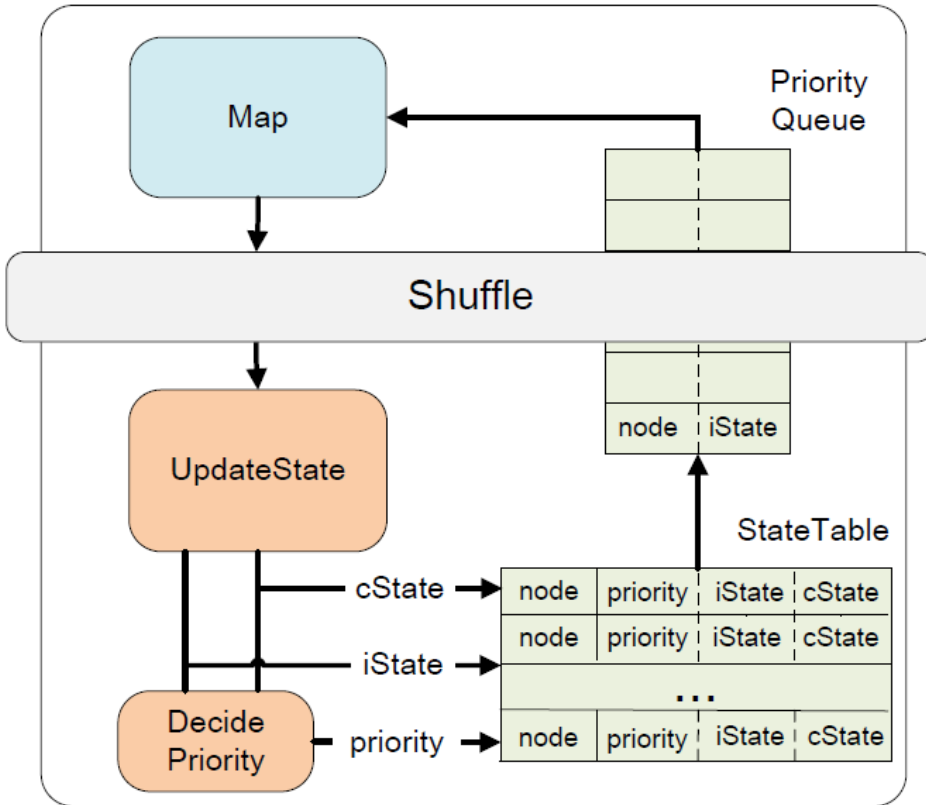 Map
Priority
Queue
Shuffle
node iState
UpdateState
StateTable
cState
node priority iState cState
node priority iState cState
iState
...
Decide
Priority
priority
node priority iState cState